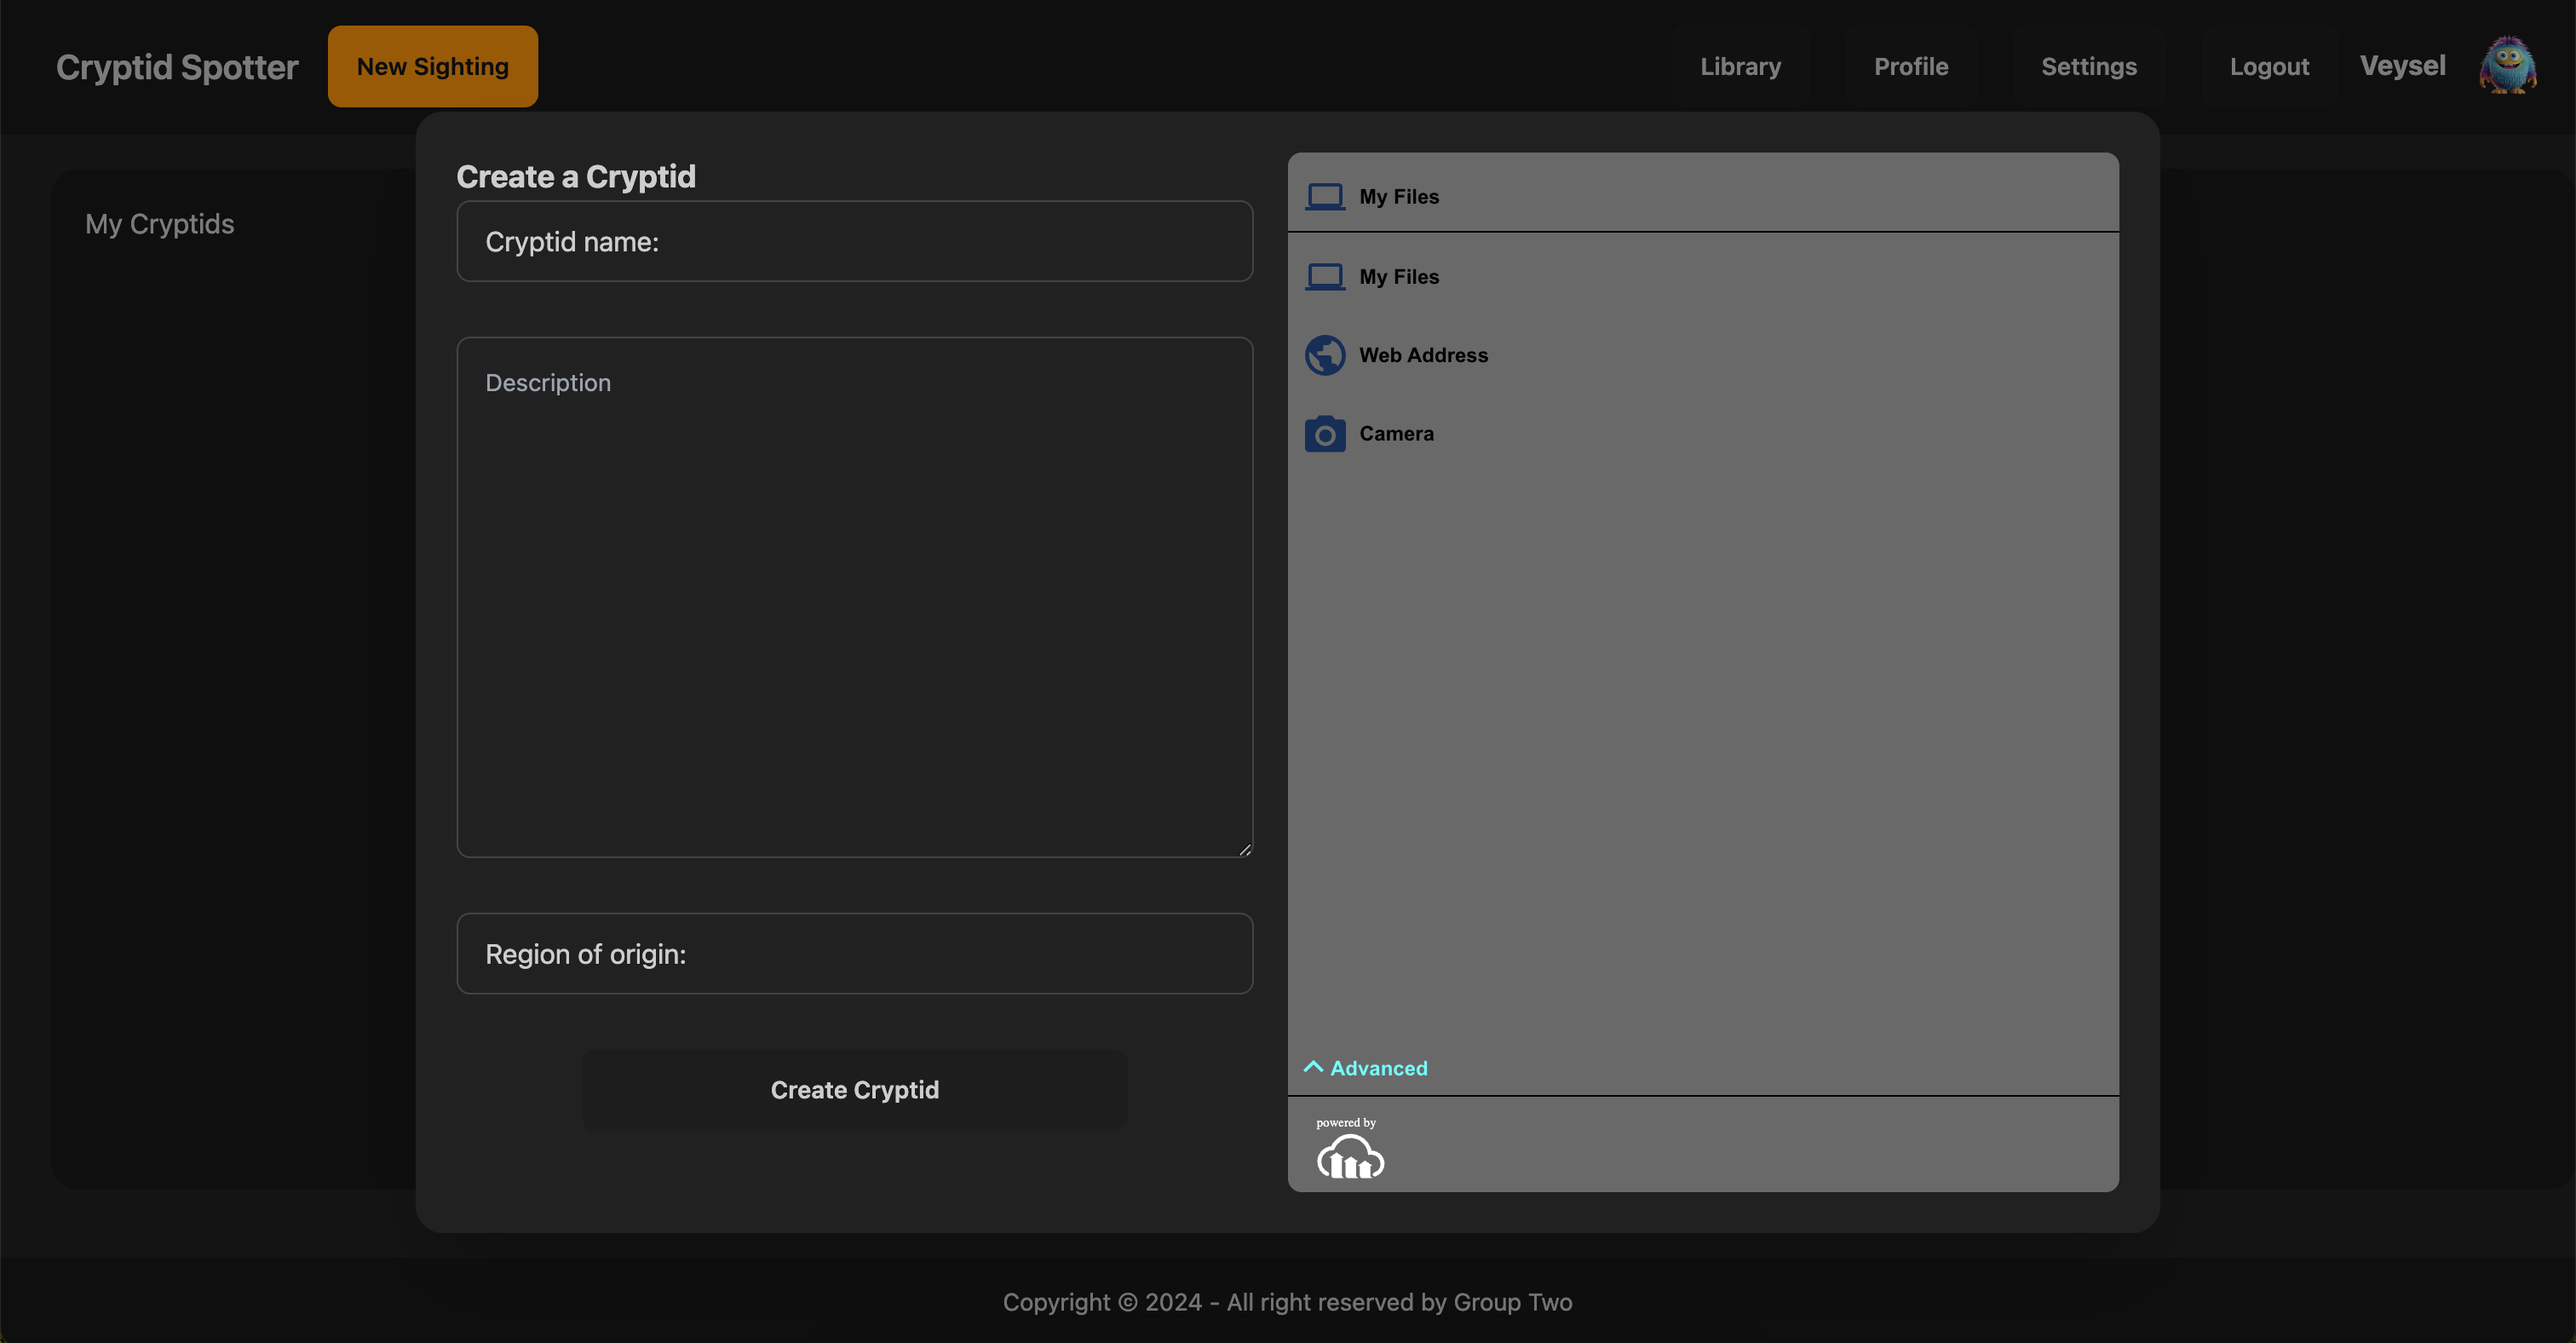 Cryptid Spotter New Sighting Library Profile Settings Logout Veysel
My Cryptids
Create a Cryptid
Cryptid name:
Description
Region of origin:
Create Cryptid
My Files
My Files
Web Address
Camera
Advanced
powered by
Copyright © 2024 - All right reserved by Group Two